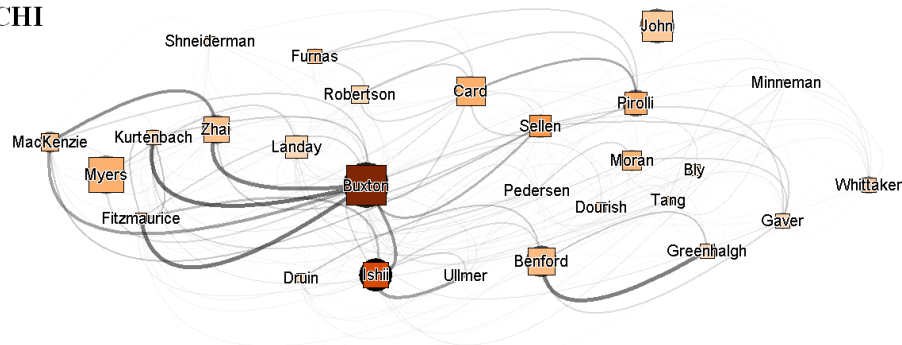 CHI
John
Shneiderman
Furnas
Minneman
Robertson
Card
Pirolli
Sellen
MacKenzie
Kurtenbach
Zhai
Landay
Moran
Bly
Myers
Buxton
Pedersen
Whittaker
Tang
Dourish
Fitzmaurice
Gaver
Greenhalgh
Benford
Druin
Ishii
Ullmer